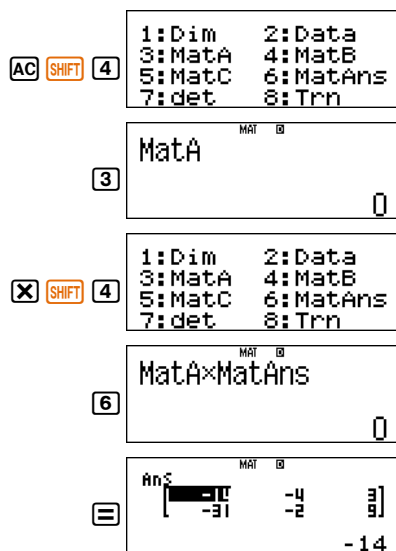 AC SHIFT 4
1:Dim 2:Data
3:MatA 4:MatB
5:MatC 6:MatAns
7:det 8:Trn
3
MAT D
MatA
0
× SHIFT 4
1:Dim 2:Data
3:MatA 4:MatB
5:MatC 6:MatAns
7:det 8:Trn
6
MAT D
MatA×MatAns
0
=
MAT D
Ans
-14 -4 3
-31 -2 9
-14